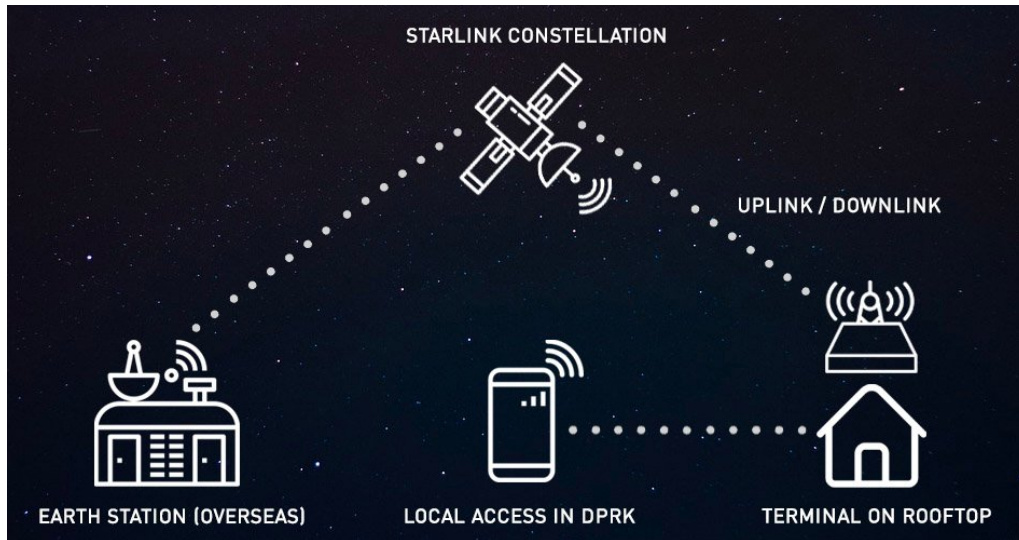 STARLINK CONSTELLATION
UPLINK / DOWNLINK
EARTH STATION (OVERSEAS)
LOCAL ACCESS IN DPRK
TERMINAL ON ROOFTOP